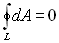 ∮_L dA = 0